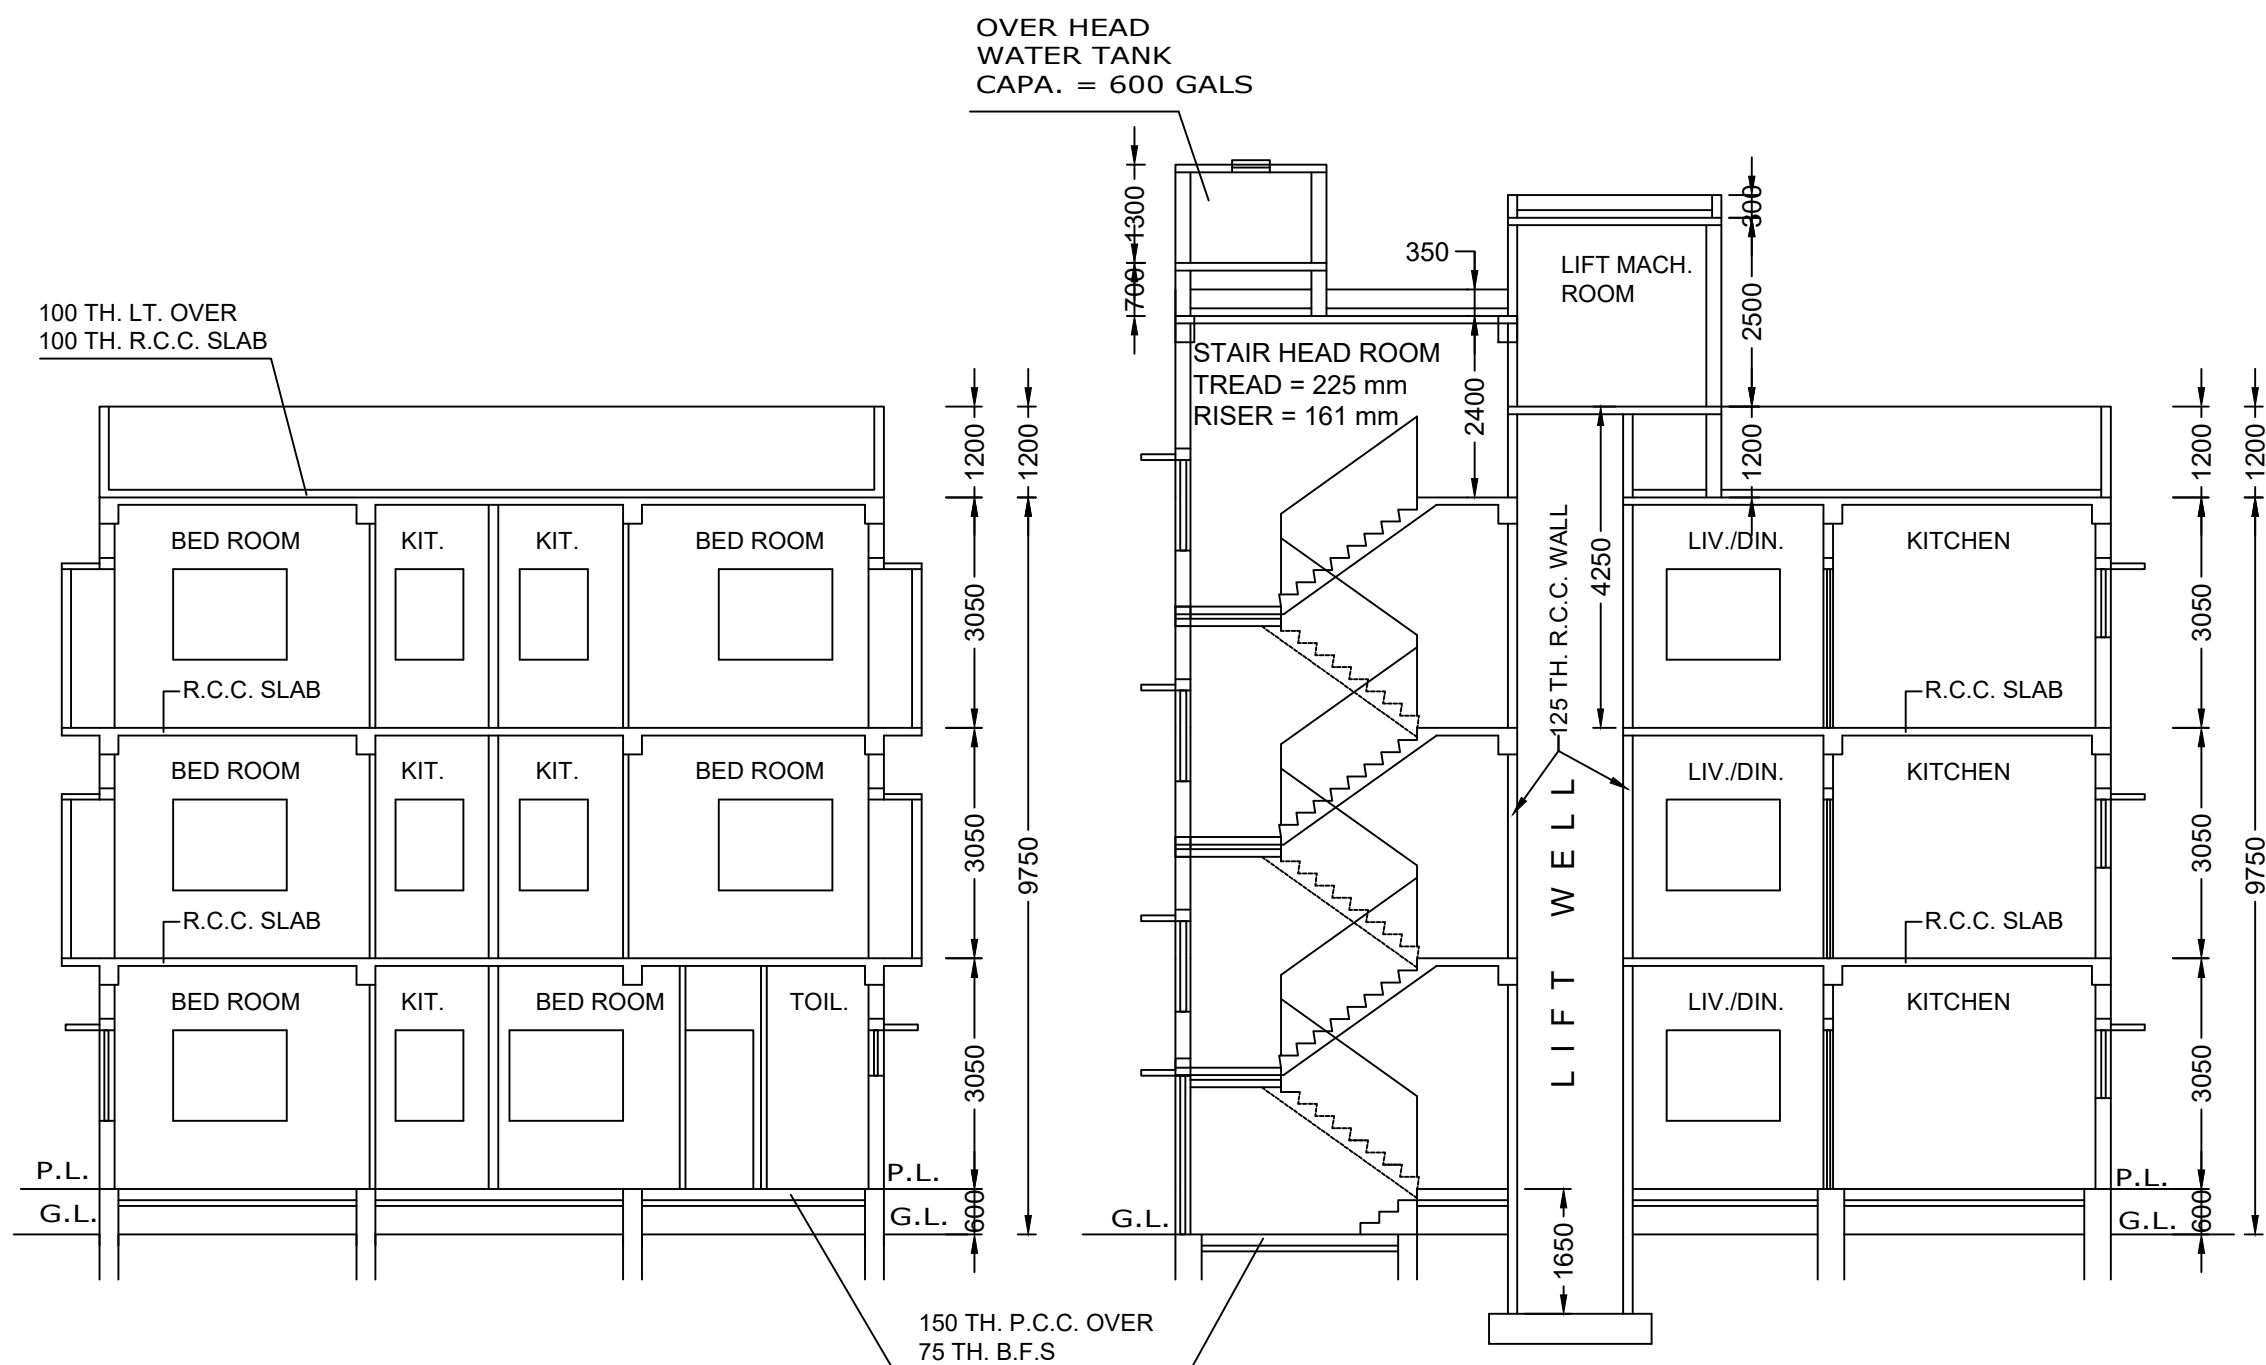 OVER HEAD
WATER TANK
CAPA. = 600 GALS
1300
700
350
300
LIFT MACH.
ROOM
2500
100 TH. LT. OVER
100 TH. R.C.C. SLAB
STAIR HEAD ROOM
TREAD = 225 mm
RISER = 161 mm
2400
1200
1200
1200
1200
1200
BED ROOM
KIT.
KIT.
BED ROOM
LIV./DIN.
KITCHEN
3050
4250
125 TH. R.C.C. WALL
3050
R.C.C. SLAB
R.C.C. SLAB
BED ROOM
KIT.
KIT.
BED ROOM
LIV./DIN.
KITCHEN
3050
9750
LIFT WELL
3050
9750
R.C.C. SLAB
R.C.C. SLAB
BED ROOM
KIT.
BED ROOM
TOIL.
LIV./DIN.
KITCHEN
3050
3050
P.L.
P.L.
P.L.
G.L.
G.L.
600
G.L.
1650
G.L.
600
150 TH. P.C.C. OVER
75 TH. B.F.S